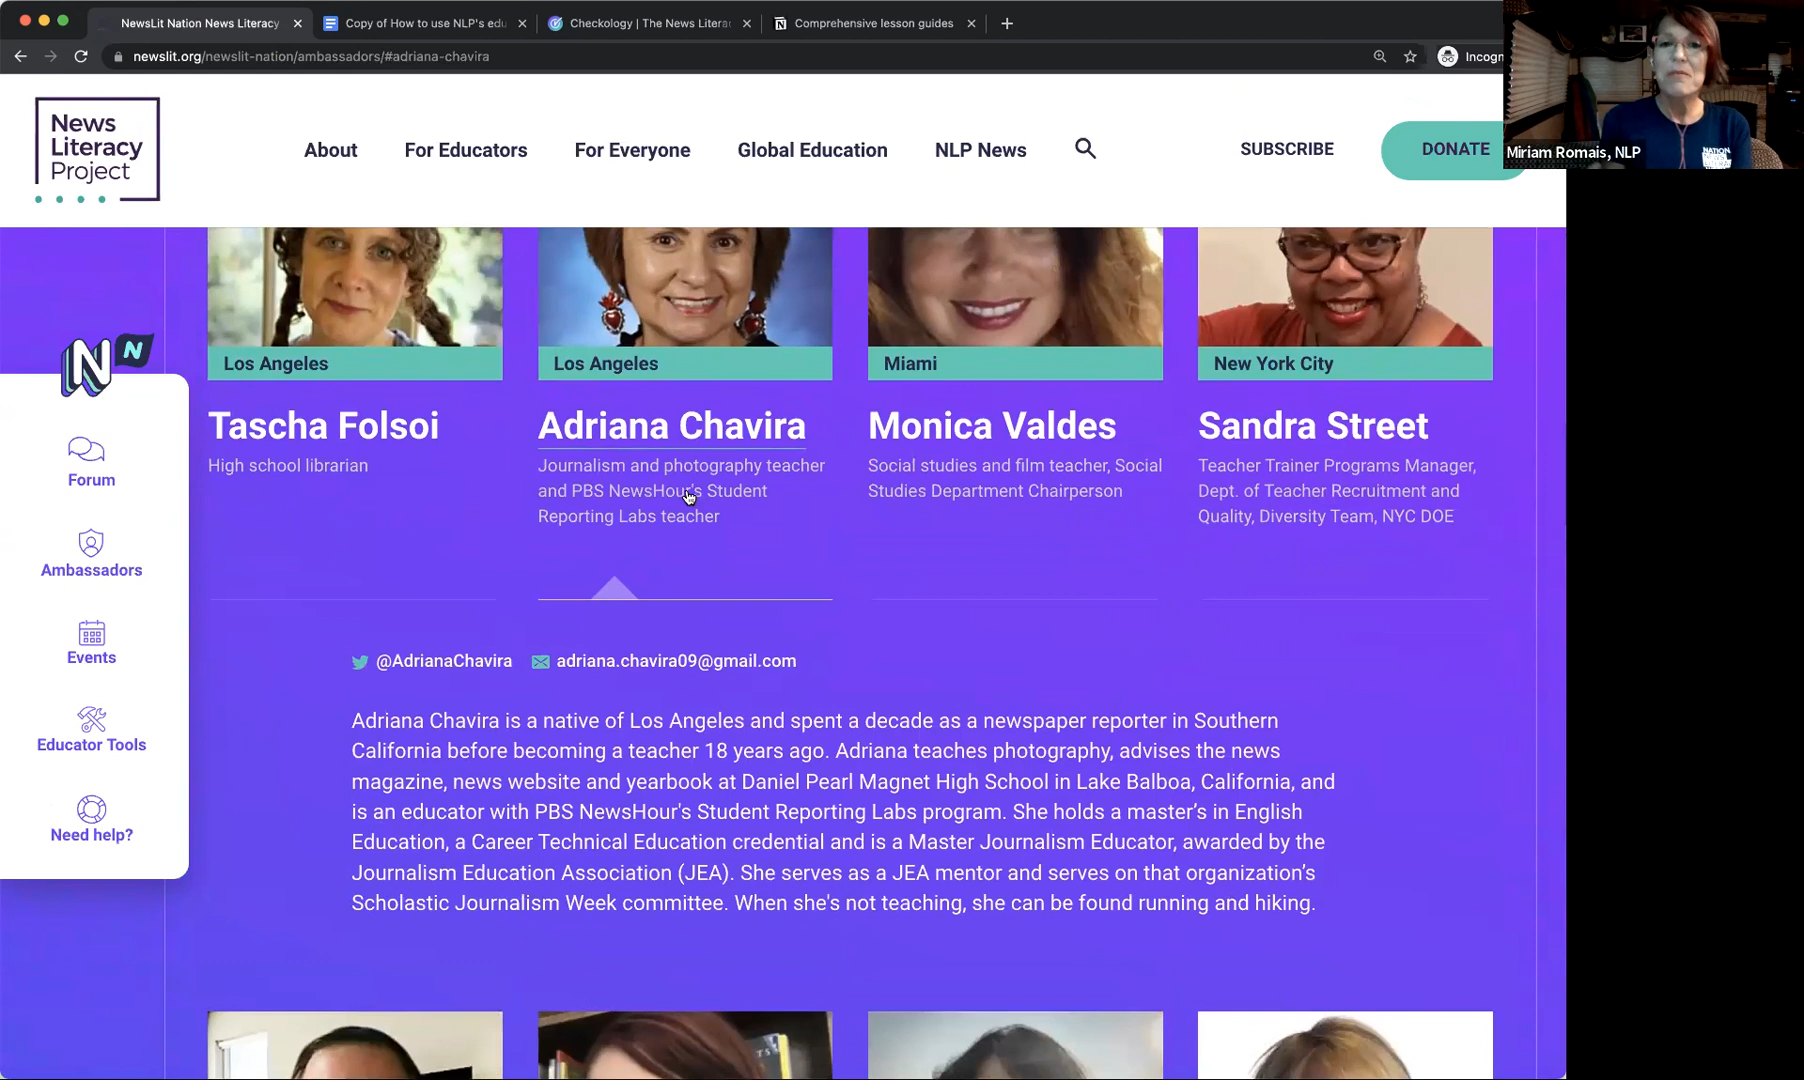 NewsLit Nation News Literacy
Copy of How to use NLP's edu
Checkology | The News Literac
Comprehensive lesson guides
newslit.org/newslit-nation/ambassadors/#adriana-chavira
Incogn
News
Literacy
Project
About
For Educators
For Everyone
Global Education
NLP News
SUBSCRIBE
DONATE
Miriam Romais, NLP
N
N
Forum
Ambassadors
Events
Educator Tools
Need help?
Los Angeles
Tascha Folsoi
High school librarian
Los Angeles
Adriana Chavira
Journalism and photography teacher
and PBS NewsHour's Student
Reporting Labs teacher
Miami
Monica Valdes
Social studies and film teacher, Social
Studies Department Chairperson
New York City
Sandra Street
Teacher Trainer Programs Manager,
Dept. of Teacher Recruitment and
Quality, Diversity Team, NYC DOE
@AdrianaChavira
adriana.chavira09@gmail.com
Adriana Chavira is a native of Los Angeles and spent a decade as a newspaper reporter in Southern
California before becoming a teacher 18 years ago. Adriana teaches photography, advises the news
magazine, news website and yearbook at Daniel Pearl Magnet High School in Lake Balboa, California, and
is an educator with PBS NewsHour's Student Reporting Labs program. She holds a master’s in English
Education, a Career Technical Education credential and is a Master Journalism Educator, awarded by the
Journalism Education Association (JEA). She serves as a JEA mentor and serves on that organization’s
Scholastic Journalism Week committee. When she's not teaching, she can be found running and hiking.